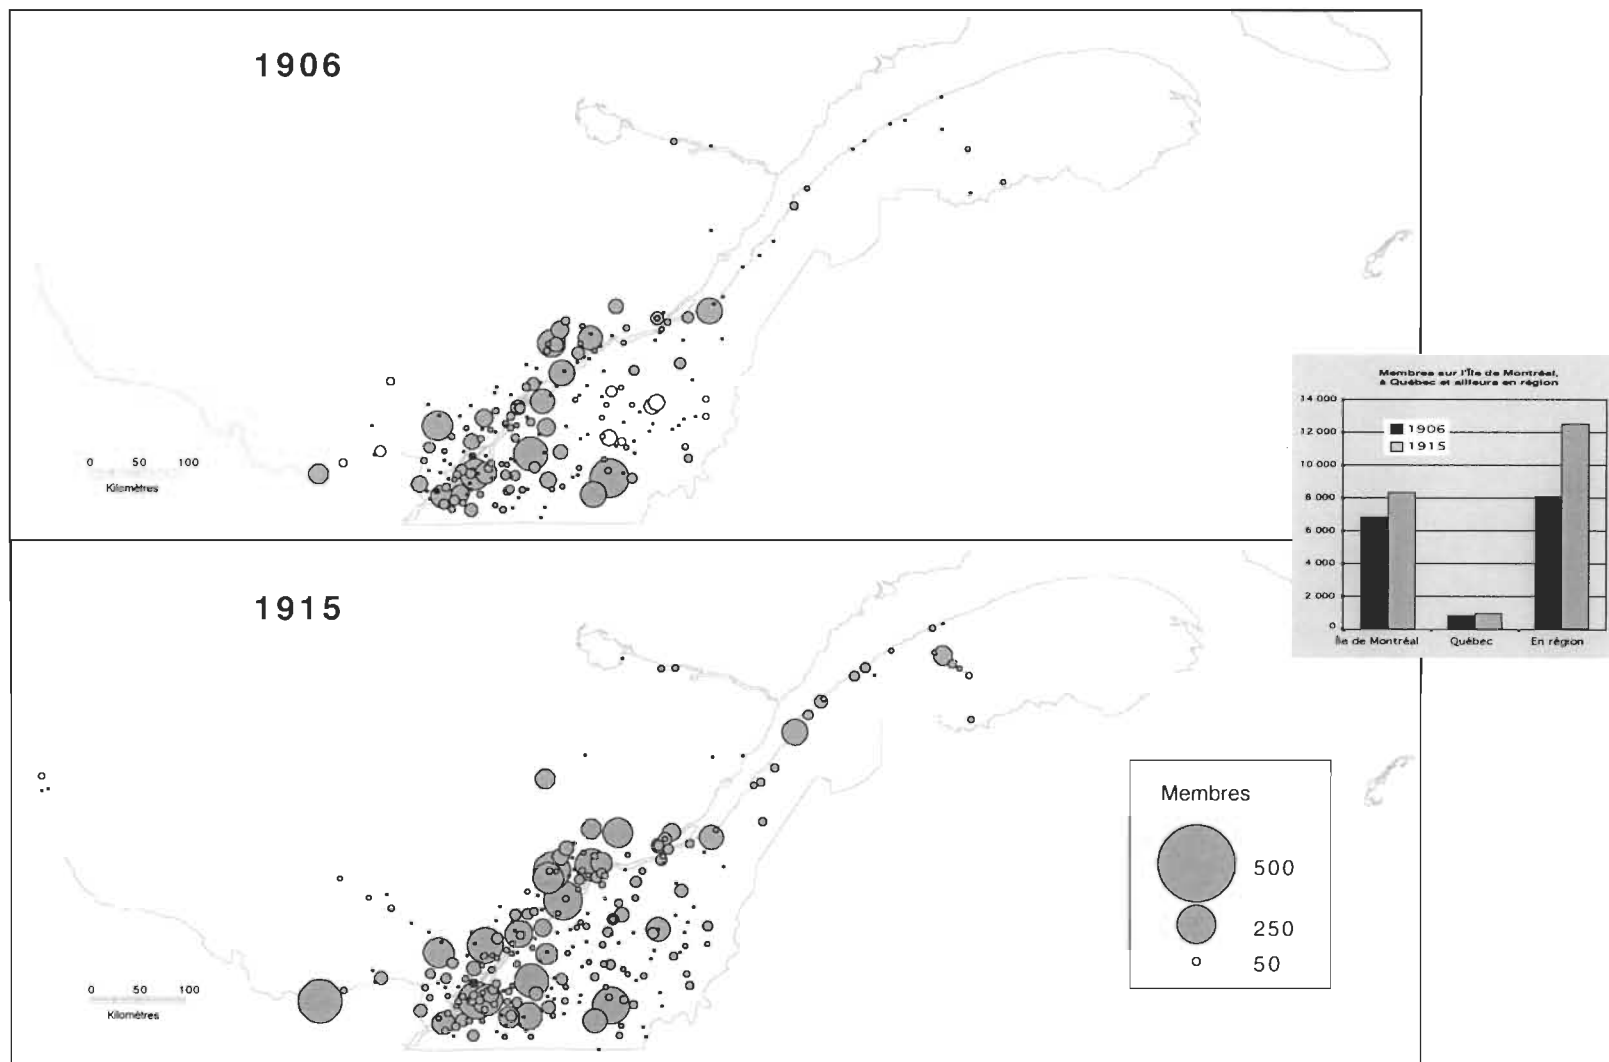 1906
0 50 100
Kilomètres
Membres sur l'Île de Montréal,
à Québec et ailleurs en région
14 000
12 000
10 000
8 000
6 000
4 000
2 000
0
1906
1915
Île de Montréal Québec En région
1915
0 50 100
Kilomètres
Membres
500
250
50